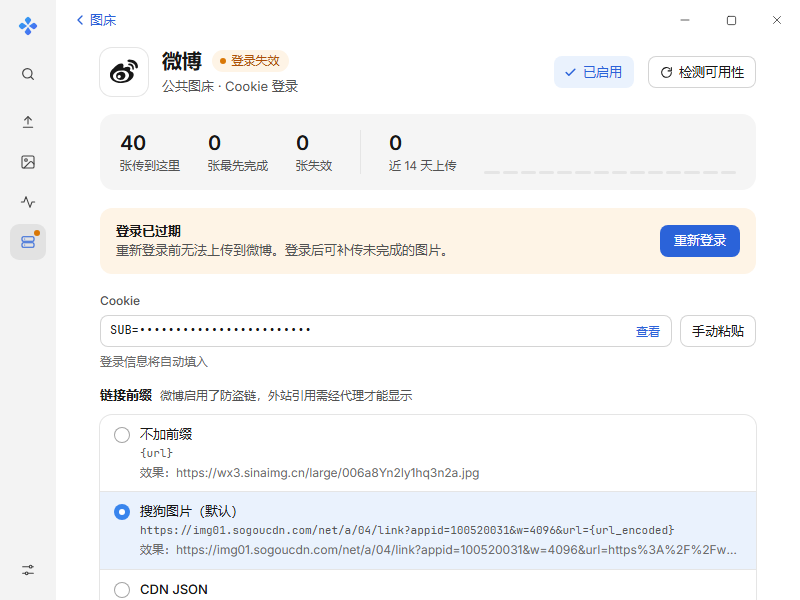 图床
微博
登录失效
公共图床 · Cookie 登录
已启用
检测可用性
40
张传到这里
0
张最先完成
0
张失效
0
近 14 天上传
登录已过期
重新登录前无法上传到微博。登录后可补传未完成的图片。
重新登录
Cookie
SUB=••••••••••••••••••••••••
查看
手动粘贴
登录信息将自动填入
链接前缀 微博启用了防盗链，外站引用需经代理才能显示
不加前缀
{url}
效果：https://wx3.sinaimg.cn/large/006a8Yn2ly1hq3n2a.jpg
搜狗图片（默认）
https://img01.sogoucdn.com/net/a/04/link?appid=100520031&w=4096&url={url_encoded}
效果：https://img01.sogoucdn.com/net/a/04/link?appid=100520031&w=4096&url=https%3A%2F%2Fw...
CDN JSON